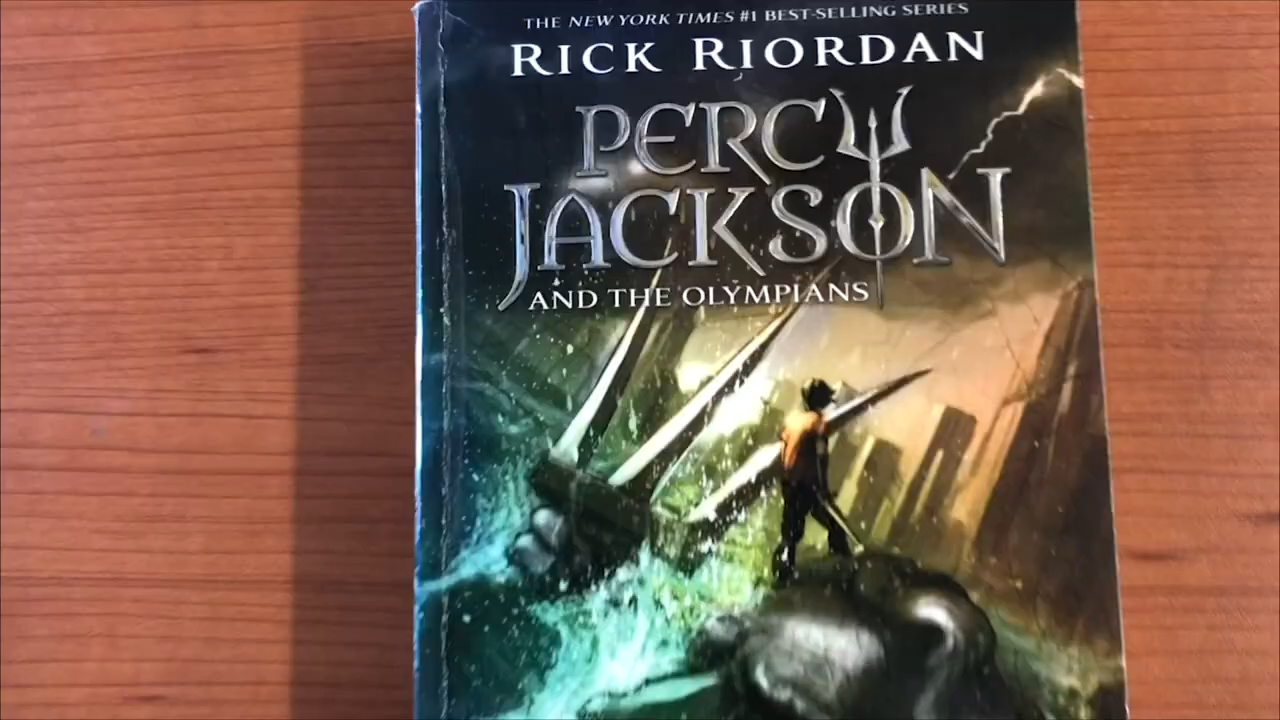 THE NEW YORK TIMES #1 BEST-SELLING SERIES
RICK RIORDAN
PERCY
JACKSON
AND THE OLYMPIANS